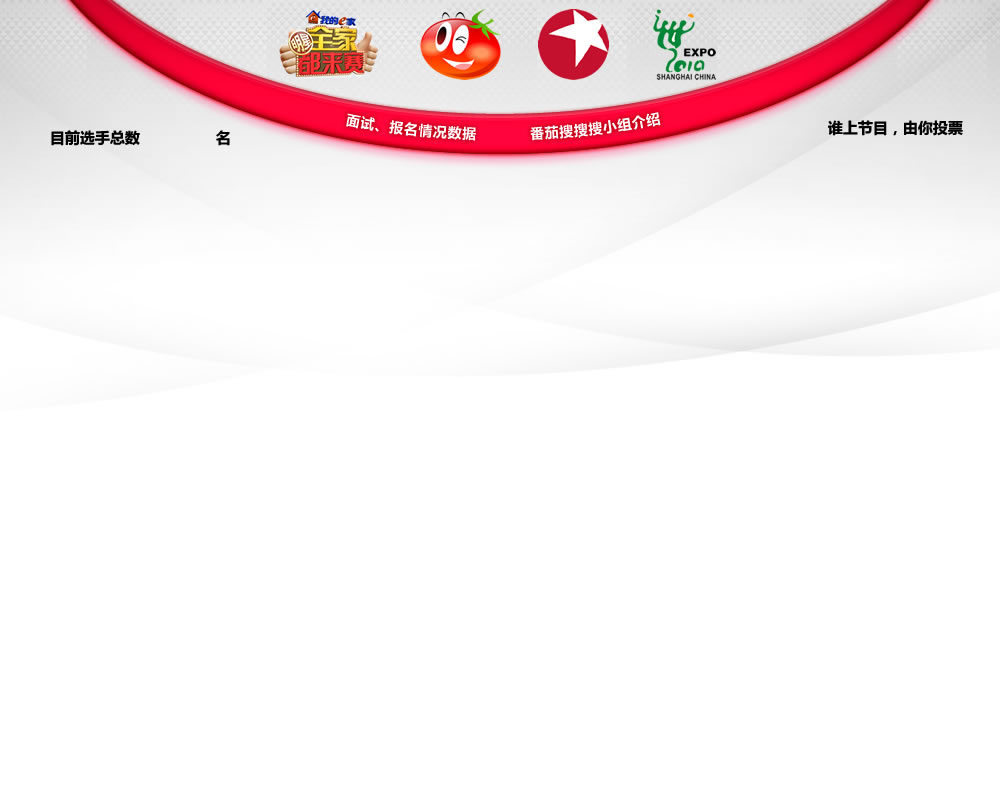 我的e家
明星
全家
都来赛
EXPO
2010
SHANGHAI CHINA
面试、报名情况数据
番茄搜搜搜小组介绍
目前选手总数 名
谁上节目，由你投票